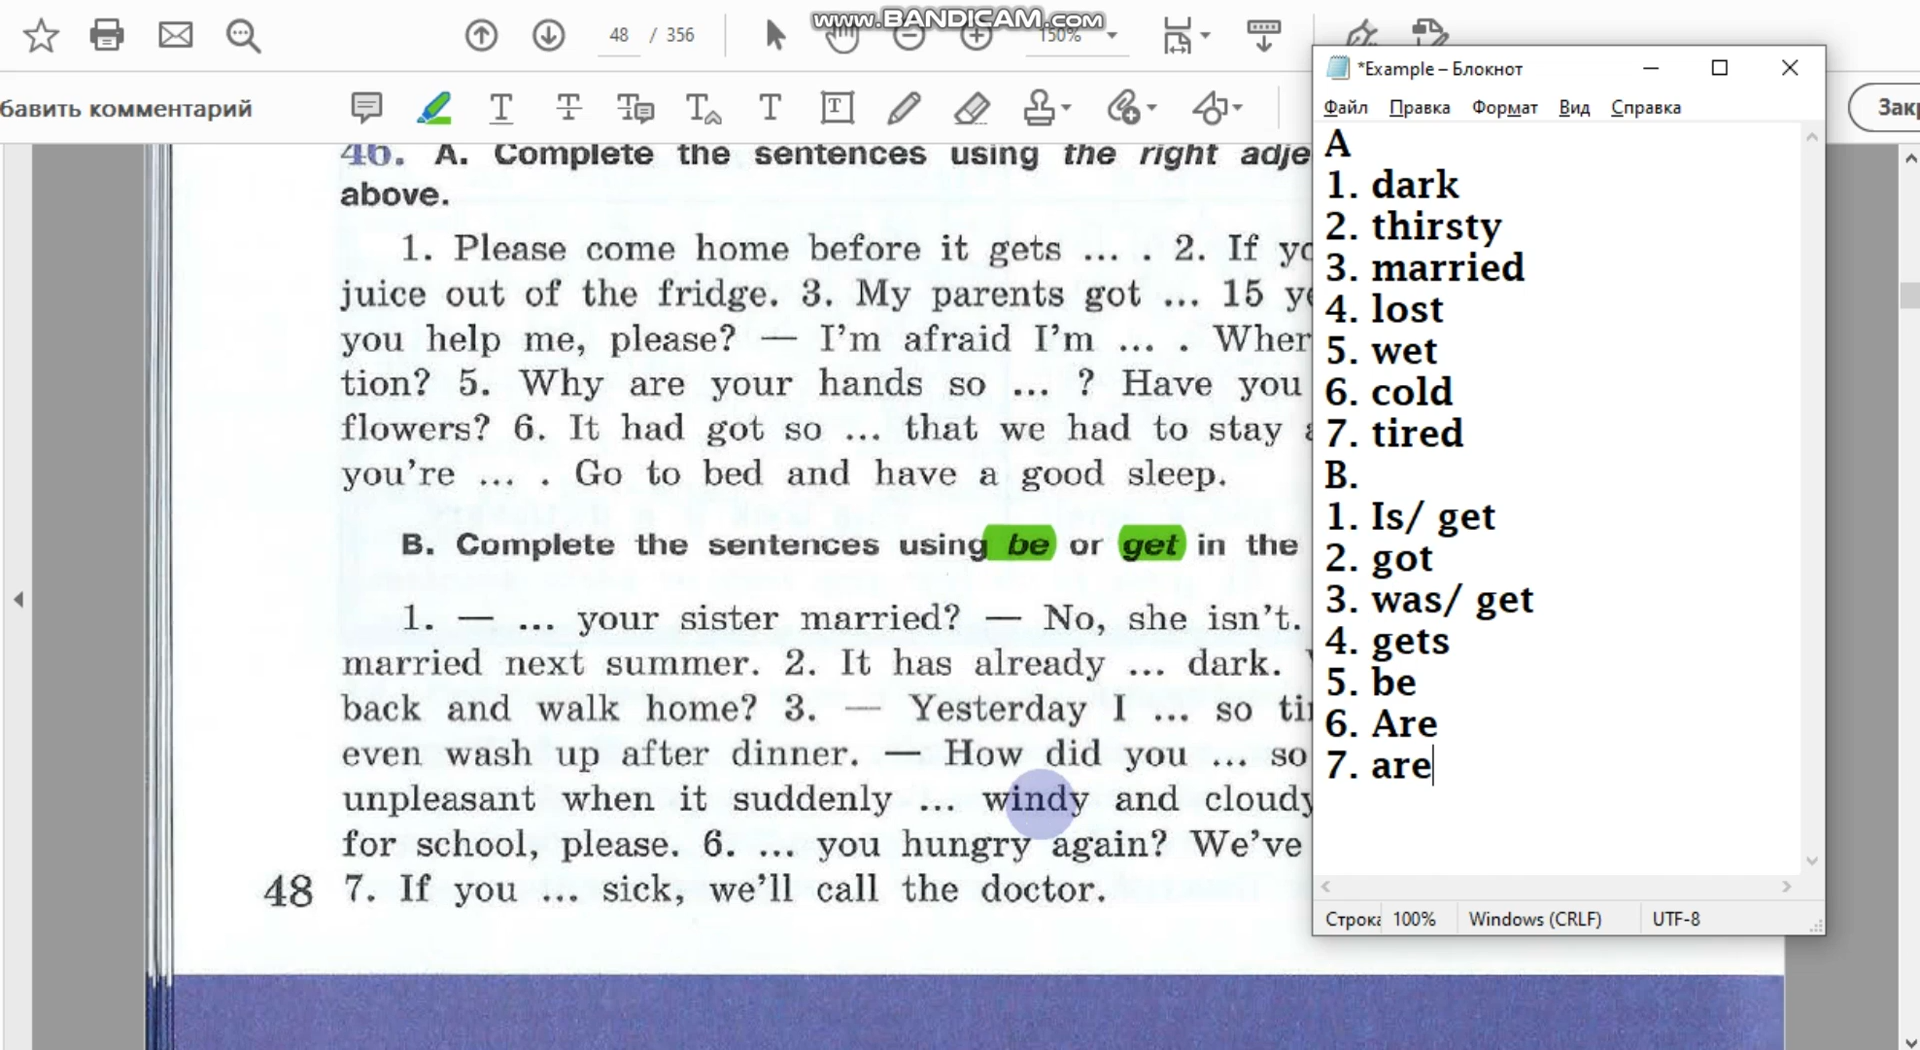 www.BANDICAM.com
48 / 356
150%
бавить комментарий
Закр
46. A. Complete the sentences using the right adje
above.
1. Please come home before it gets ... . 2. If yo
juice out of the fridge. 3. My parents got ... 15 ye
you help me, please? — I'm afraid I'm ... . Wher
tion? 5. Why are your hands so ... ? Have you
flowers? 6. It had got so ... that we had to stay a
you're ... . Go to bed and have a good sleep.
B. Complete the sentences using be or get in the
1. — ... your sister married? — No, she isn't.
married next summer. 2. It has already ... dark.
back and walk home? 3. — Yesterday I ... so tir
even wash up after dinner. — How did you ... so
unpleasant when it suddenly ... windy and cloudy
for school, please. 6. ... you hungry again? We've
48 7. If you ... sick, we'll call the doctor.
*Example – Блокнот
Файл Правка Формат Вид Справка
A
1. dark
2. thirsty
3. married
4. lost
5. wet
6. cold
7. tired
B.
1. Is/ get
2. got
3. was/ get
4. gets
5. be
6. Are
7. are
Строка 100% Windows (CRLF) UTF-8